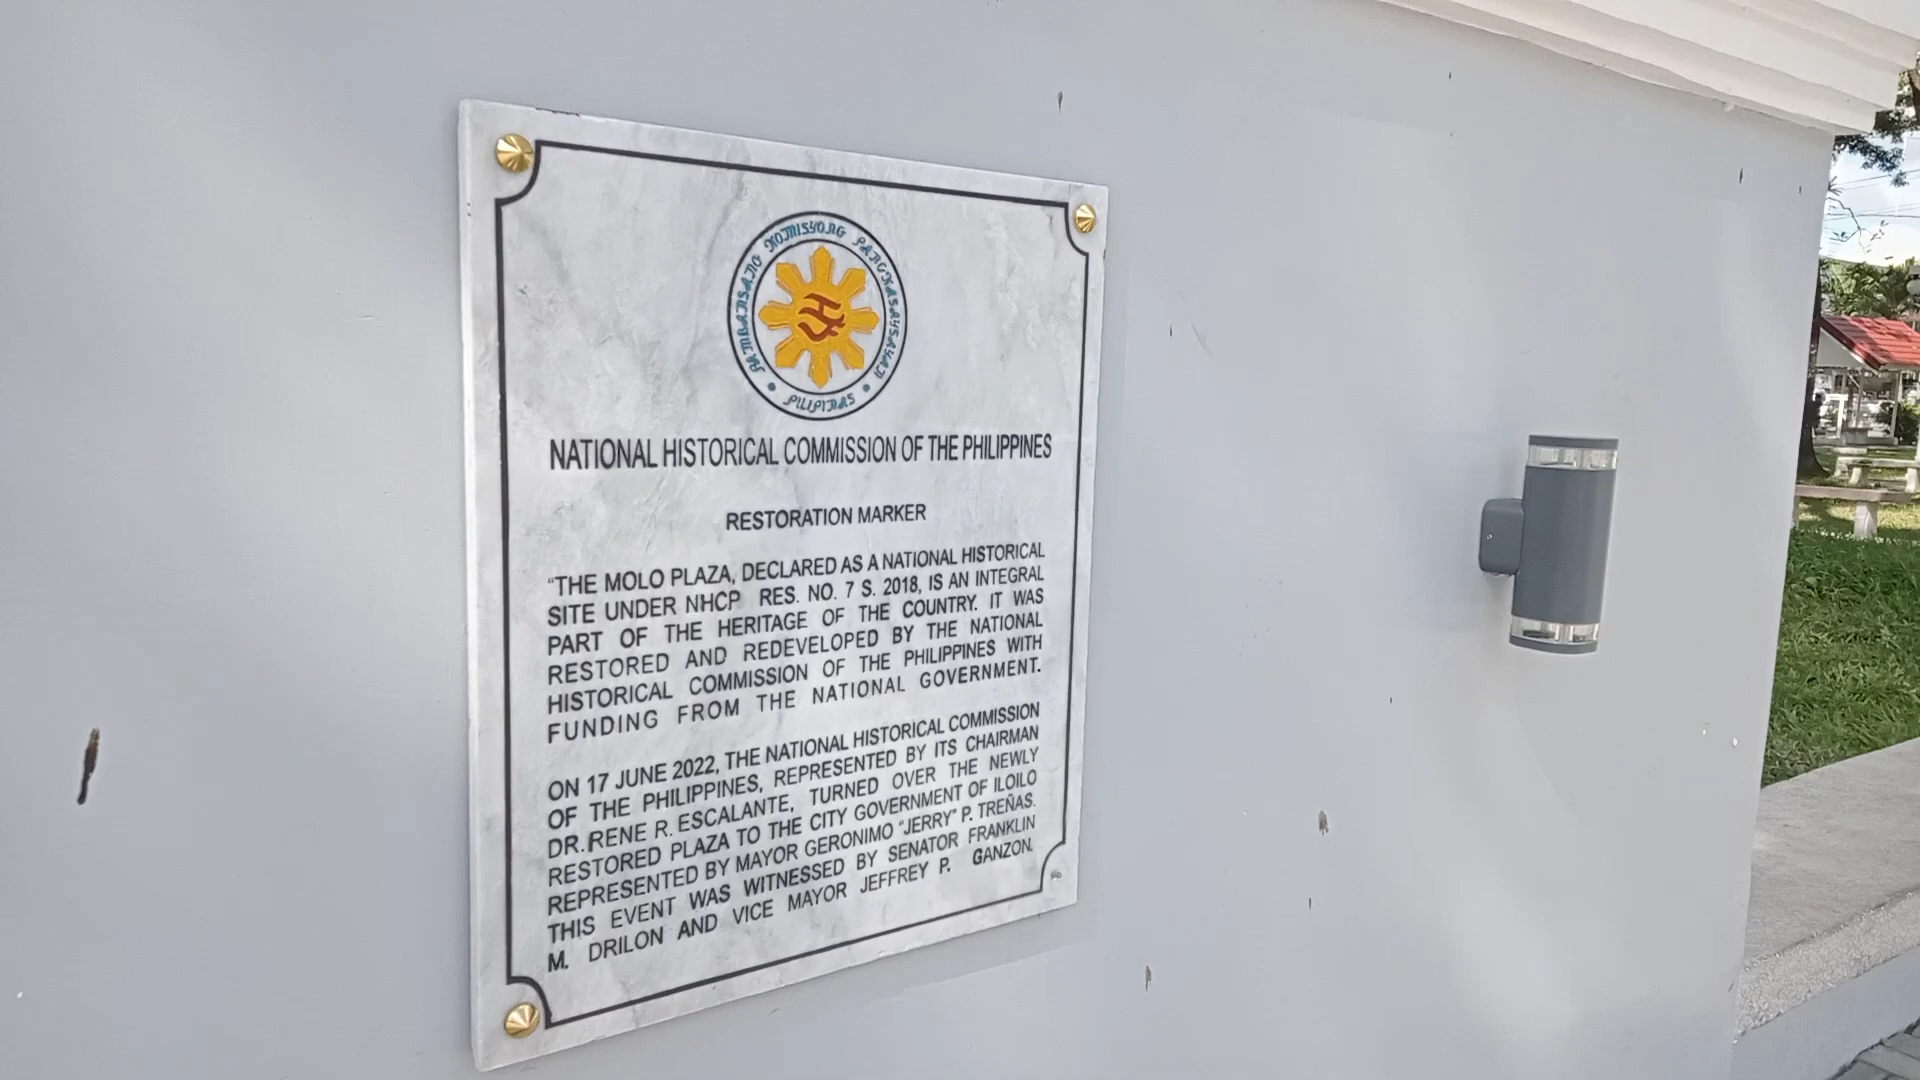 PAMBANSANG KOMISYONG PANGKASAYSAYAN
PILIPINAS
NATIONAL HISTORICAL COMMISSION OF THE PHILIPPINES
RESTORATION MARKER
“THE MOLO PLAZA, DECLARED AS A NATIONAL HISTORICAL
SITE UNDER NHCP RES. NO. 7 S. 2018, IS AN INTEGRAL
PART OF THE HERITAGE OF THE COUNTRY. IT WAS
RESTORED AND REDEVELOPED BY THE NATIONAL
HISTORICAL COMMISSION OF THE PHILIPPINES WITH
FUNDING FROM THE NATIONAL GOVERNMENT.
ON 17 JUNE 2022, THE NATIONAL HISTORICAL COMMISSION
OF THE PHILIPPINES, REPRESENTED BY ITS CHAIRMAN
DR. RENE R. ESCALANTE, TURNED OVER THE NEWLY
RESTORED PLAZA TO THE CITY GOVERNMENT OF ILOILO
REPRESENTED BY MAYOR GERONIMO “JERRY” P. TREÑAS.
THIS EVENT WAS WITNESSED BY SENATOR FRANKLIN
M. DRILON AND VICE MAYOR JEFFREY P. GANZON.